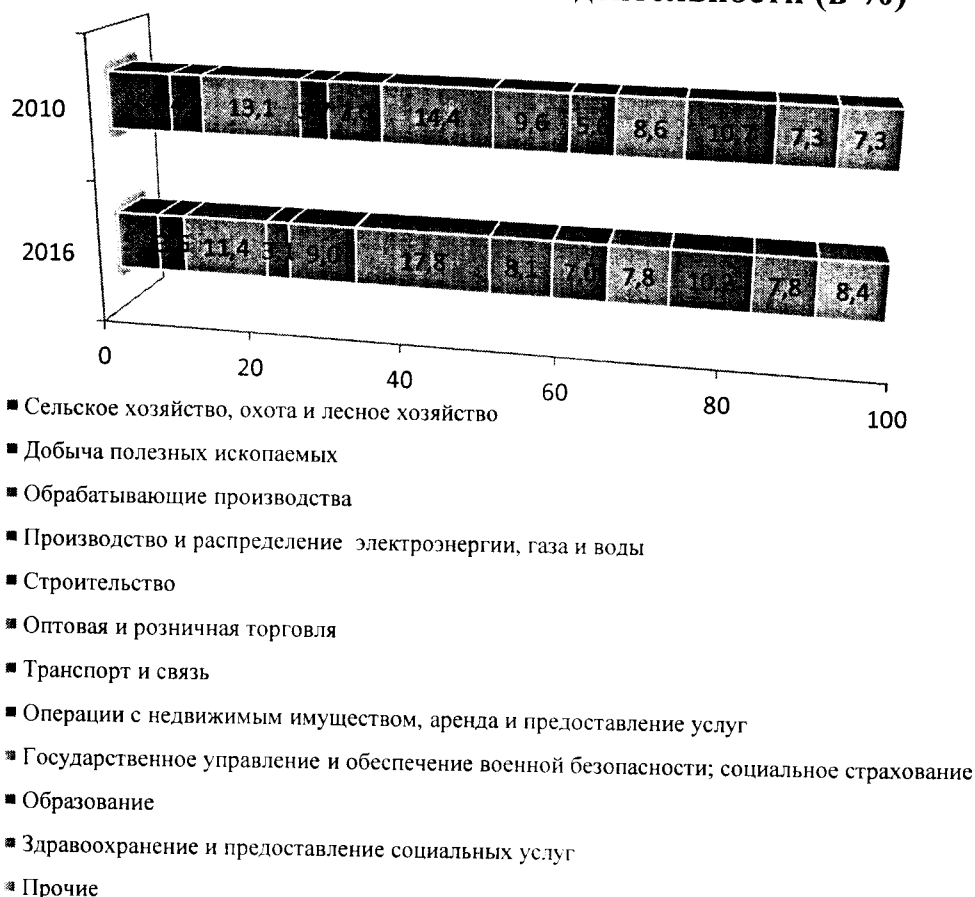 (в %)
2010
13,1
14,4
9,6
8,6
10,7
7,3
7,3
2016
11,4
9,0
17,8
8,1
7,0
7,8
10,2
7,8
8,4
0
20
40
60
80
100
Сельское хозяйство, охота и лесное хозяйство
Добыча полезных ископаемых
Обрабатывающие производства
Производство и распределение электроэнергии, газа и воды
Строительство
Оптовая и розничная торговля
Транспорт и связь
Операции с недвижимым имуществом, аренда и предоставление услуг
Государственное управление и обеспечение военной безопасности; социальное страхование
Образование
Здравоохранение и предоставление социальных услуг
Прочие